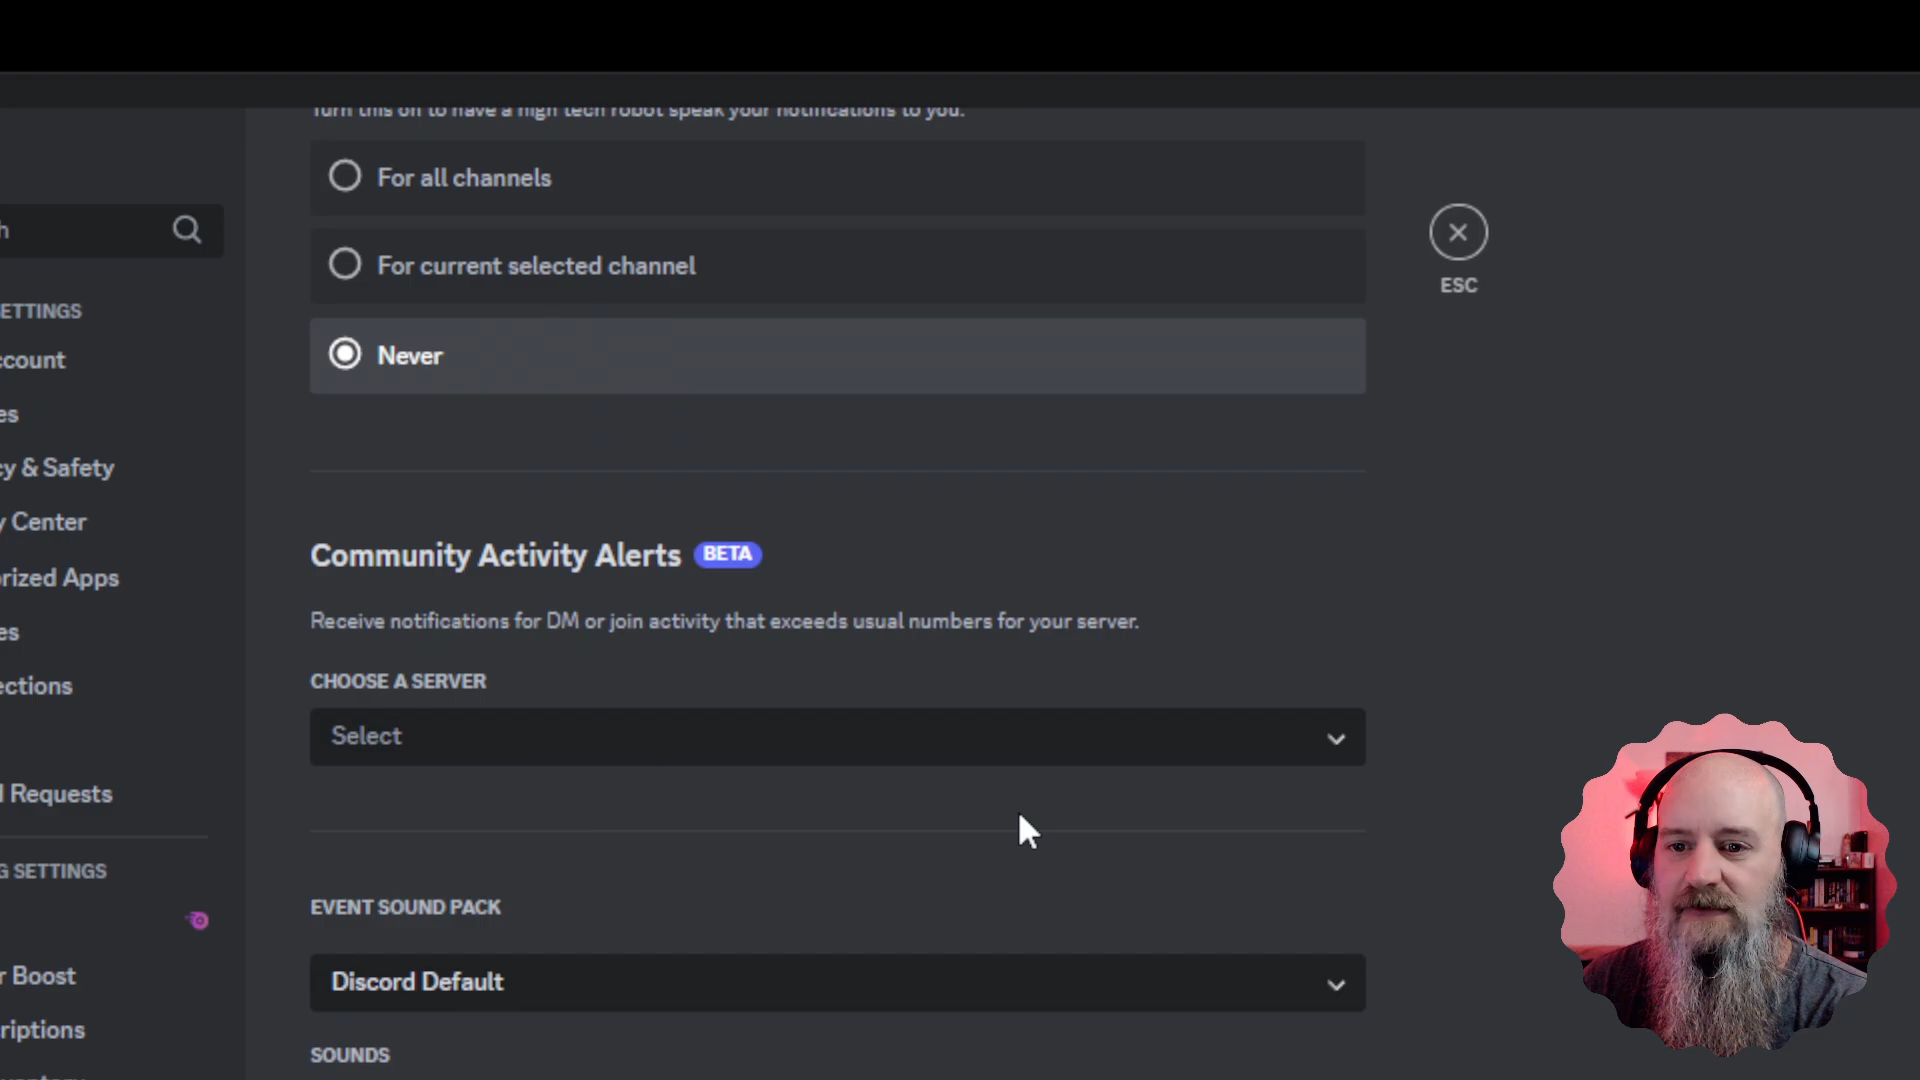 Turn this on to have a high tech robot speak your notifications to you.
For all channels
h
For current selected channel
ESC
ETTINGS
Never
ccount
es
cy & Safety
y Center
Community Activity Alerts BETA
rized Apps
Receive notifications for DM or join activity that exceeds usual numbers for your server.
es
CHOOSE A SERVER
ections
Select
Requests
G SETTINGS
EVENT SOUND PACK
r Boost
Discord Default
riptions
SOUNDS